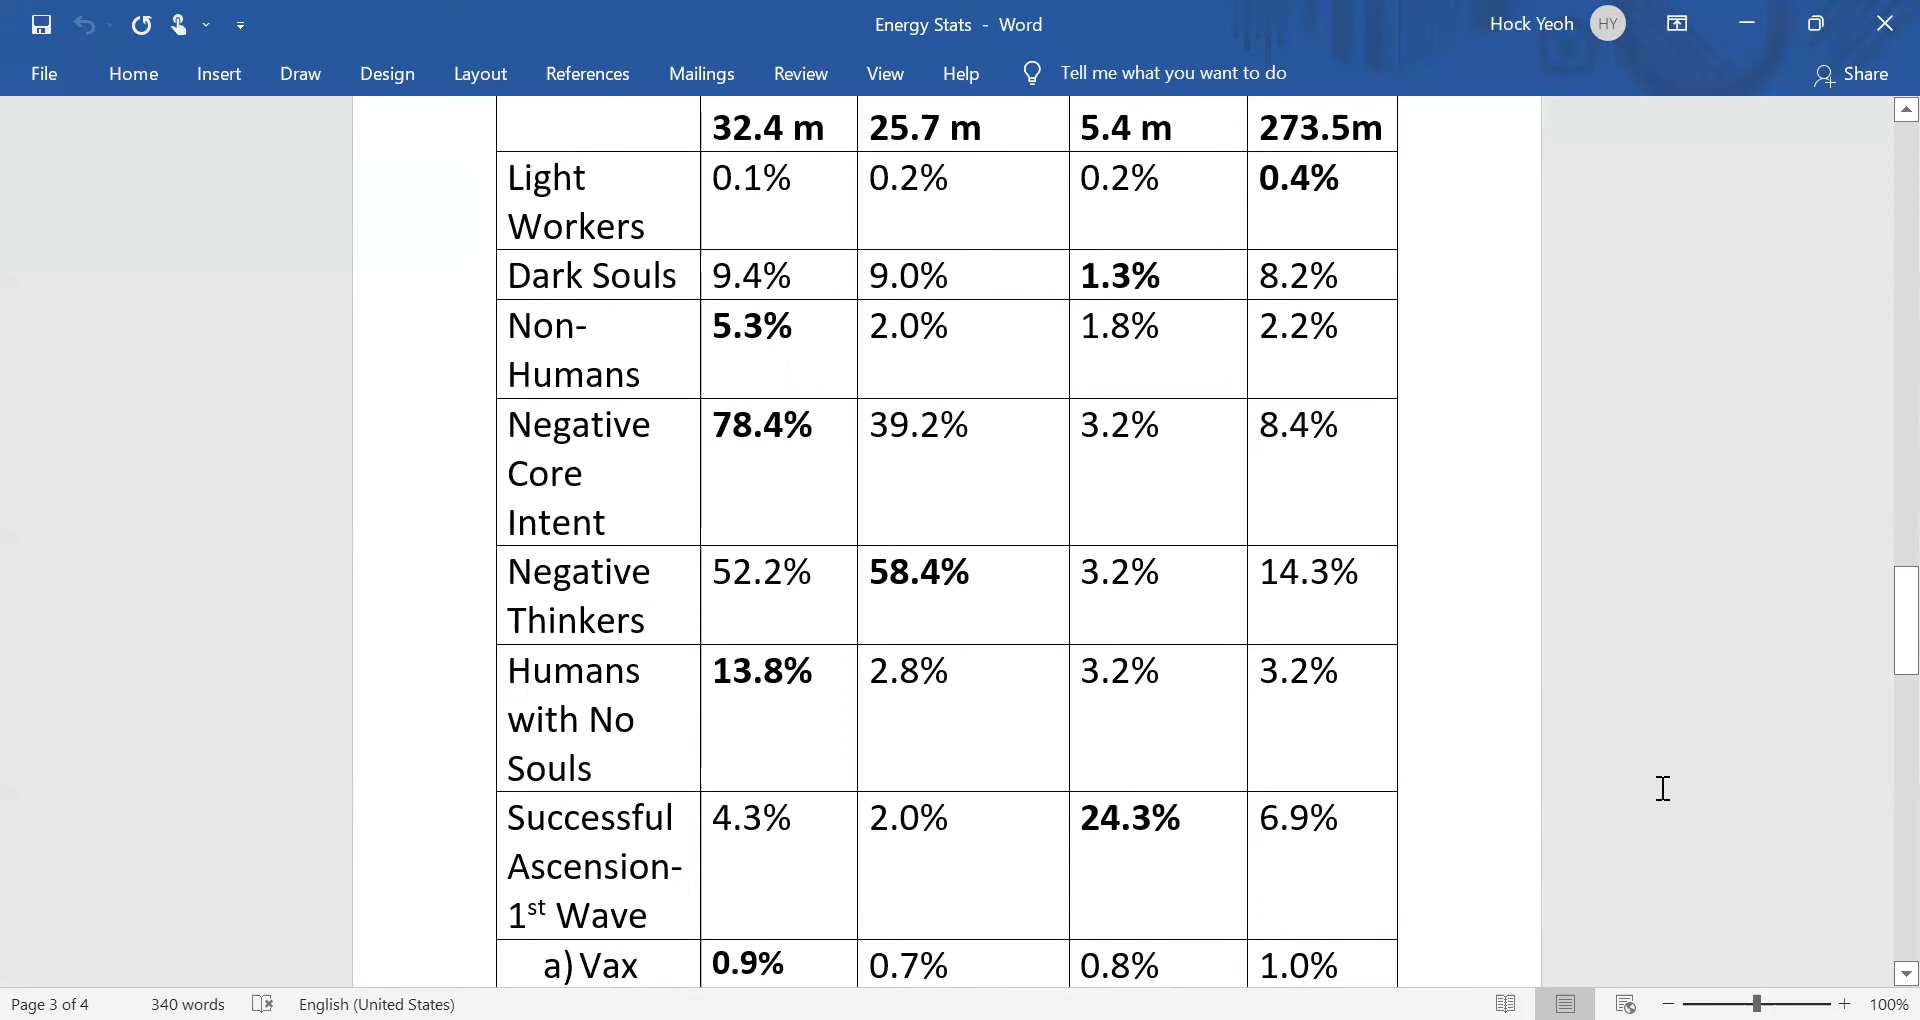 Energy Stats - Word
Hock Yeoh
HY
File Home Insert Draw Design Layout References Mailings Review View Help Tell me what you want to do
Share
32.4 m 25.7 m 5.4 m 273.5m
Light 0.1% 0.2% 0.2% 0.4%
Workers
Dark Souls 9.4% 9.0% 1.3% 8.2%
Non- 5.3% 2.0% 1.8% 2.2%
Humans
Negative 78.4% 39.2% 3.2% 8.4%
Core
Intent
Negative 52.2% 58.4% 3.2% 14.3%
Thinkers
Humans 13.8% 2.8% 3.2% 3.2%
with No
Souls
Successful 4.3% 2.0% 24.3% 6.9%
Ascension-
1st Wave
a) Vax 0.9% 0.7% 0.8% 1.0%
Page 3 of 4 340 words English (United States) 100%